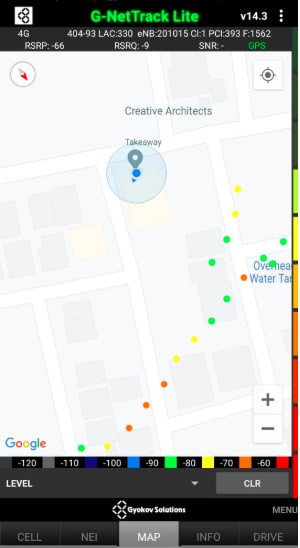 G-NetTrack Lite v14.3
4G 404-93 LAC:330 eNB:201015 CI:1 PCI:393 F:1562
RSRP: -66 RSRQ: -9 SNR: - GPS
Creative Architects
Takeaway
Overhea
Water Tan
Google
-120 -110 -100 -90 -80 -70 -60
LEVEL CLR
Gyokov Solutions MENU
CELL NEI MAP INFO DRIVE